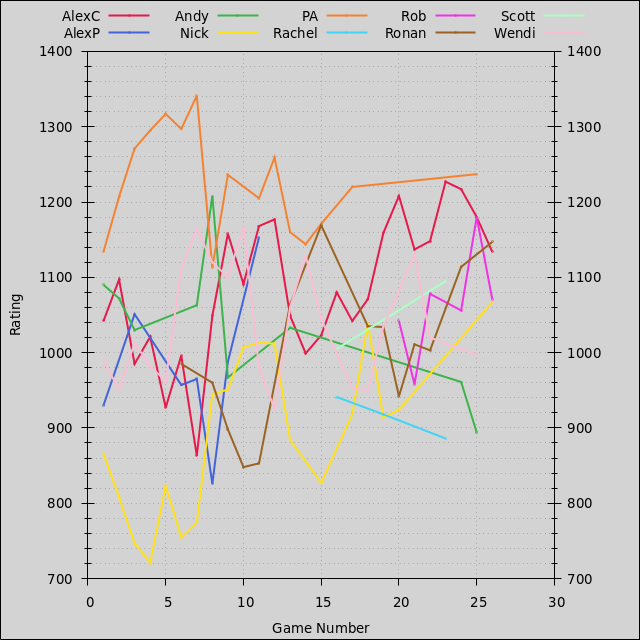 AlexC Andy PA Rob Scott
AlexP Nick Rachel Ronan Wendi
1400 1400
1300 1300
1200 1200
1100 1100
Rating
1000 1000
900 900
800 800
700 700
0 5 10 15 20 25 30
Game Number